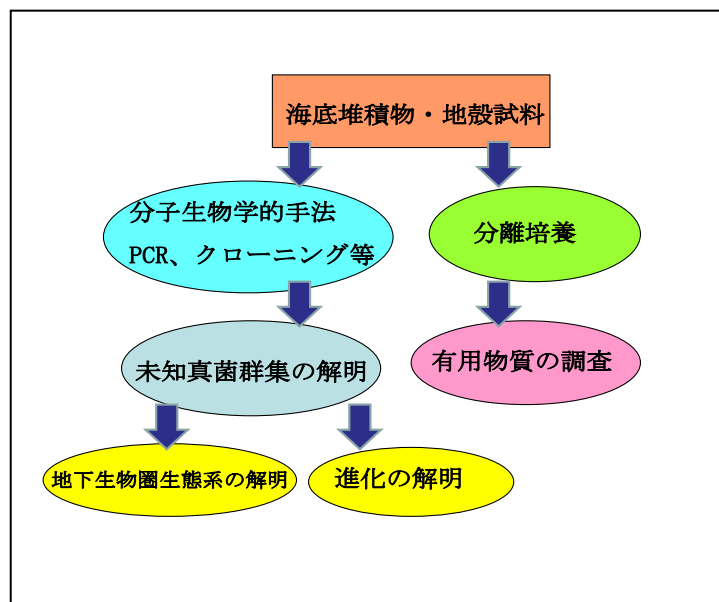 海底堆積物・地殻試料
分子生物学的手法
PCR、クローニング等
分離培養
未知真菌群集の解明
有用物質の調査
地下生物圏生態系の解明
進化の解明